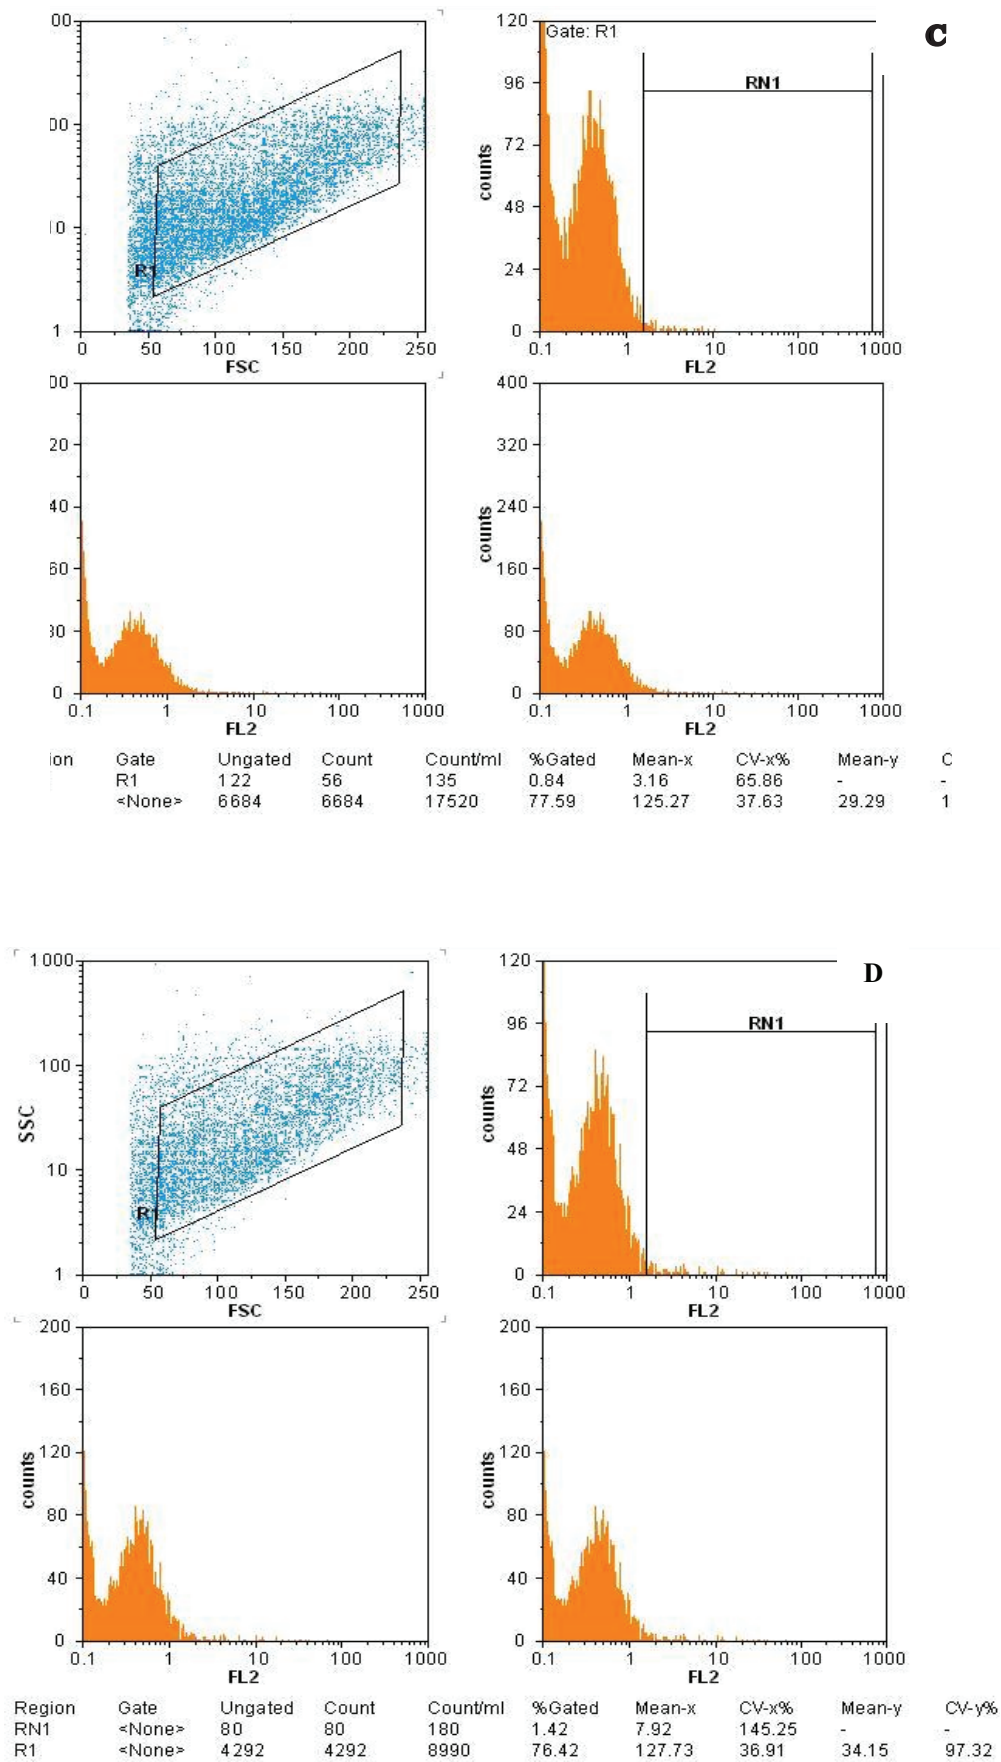 C
00
00
10
1
R1
0 50 100 150 200 250
FSC
Gate: R1
RN1
120
96
72
48
24
0
counts
0.1 1 10 100 1000
FL2
00
20
40
60
80
0
0.1 1 10 100 1000
FL2
400
320
240
160
80
0
counts
0.1 1 10 100 1000
FL2
ion Gate Ungated Count Count/ml %Gated Mean-x CV-x% Mean-y C
R1 122 56 135 0.84 3.16 65.86 - -
<None> 6684 6684 17520 77.59 125.27 37.63 29.29 1
D
1000
100
10
1
SSC
R1
0 50 100 150 200 250
FSC
RN1
120
96
72
48
24
0
counts
0.1 1 10 100 1000
FL2
200
160
120
80
40
0
counts
0.1 1 10 100 1000
FL2
200
160
120
80
40
0
counts
0.1 1 10 100 1000
FL2
Region Gate Ungated Count Count/ml %Gated Mean-x CV-x% Mean-y CV-y%
RN1 <None> 80 80 180 1.42 7.92 145.25 - -
R1 <None> 4292 4292 8990 76.42 127.73 36.91 34.15 97.32